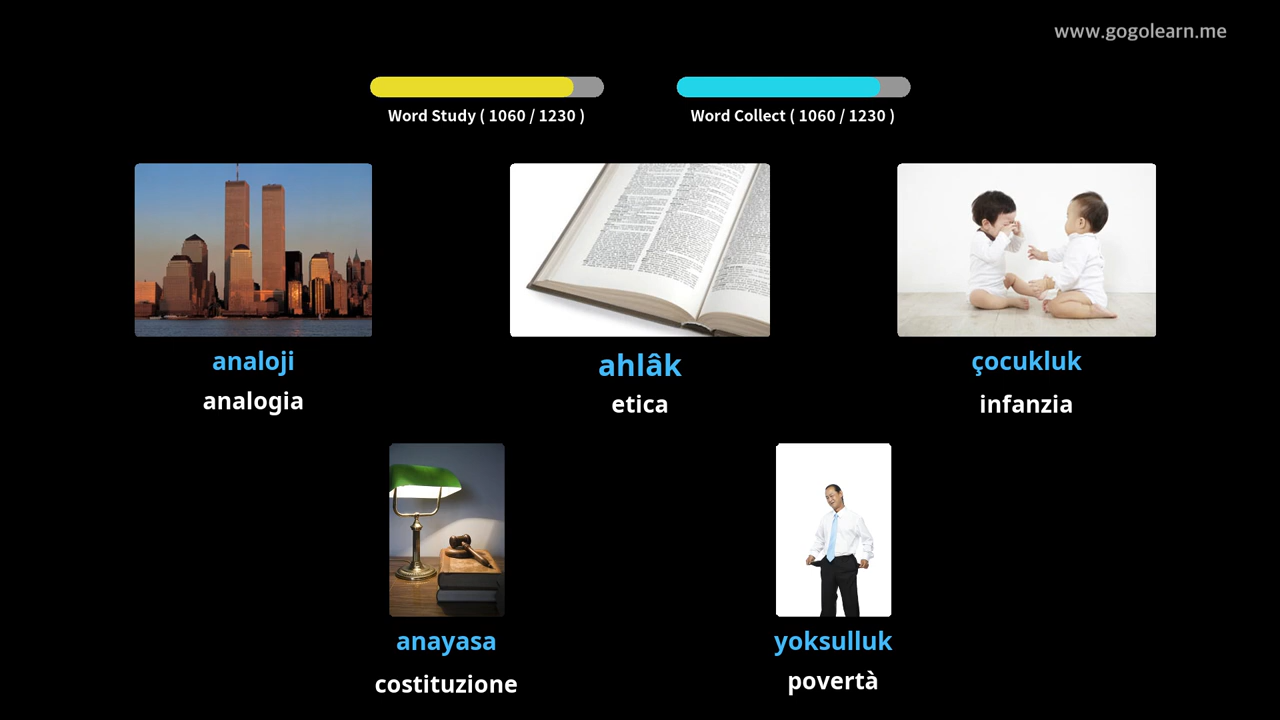 www.gogolearn.me
Word Study ( 1060 / 1230 )
Word Collect ( 1060 / 1230 )
analoji
analogia
ahlâk
etica
çocukluk
infanzia
anayasa
costituzione
yoksulluk
povertà